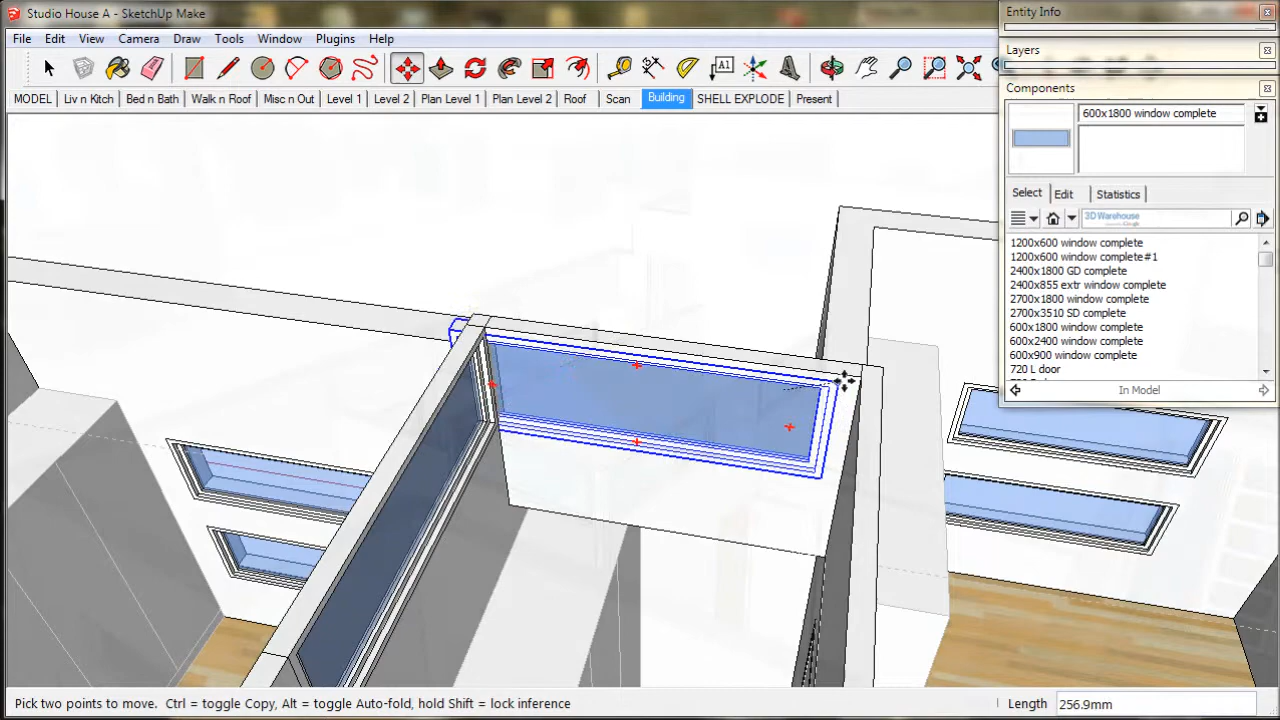 Studio House A - SketchUp Make
File Edit View Camera Draw Tools Window Plugins Help
A1
MODEL Liv n Kitch Bed n Bath Walk n Roof Misc n Out Level 1 Level 2 Plan Level 1 Plan Level 2 Roof Scan Building SHELL EXPLODE Present
Entity Info
Layers
Components
600x1800 window complete
Select Edit Statistics
3D Warehouse
1200x600 window complete
1200x600 window complete#1
2400x1800 GD complete
2400x855 extr window complete
2700x1800 window complete
2700x3510 SD complete
600x1800 window complete
600x2400 window complete
600x900 window complete
720 L door
In Model
Pick two points to move. Ctrl = toggle Copy, Alt = toggle Auto-fold, hold Shift = lock inference
Length 256.9mm